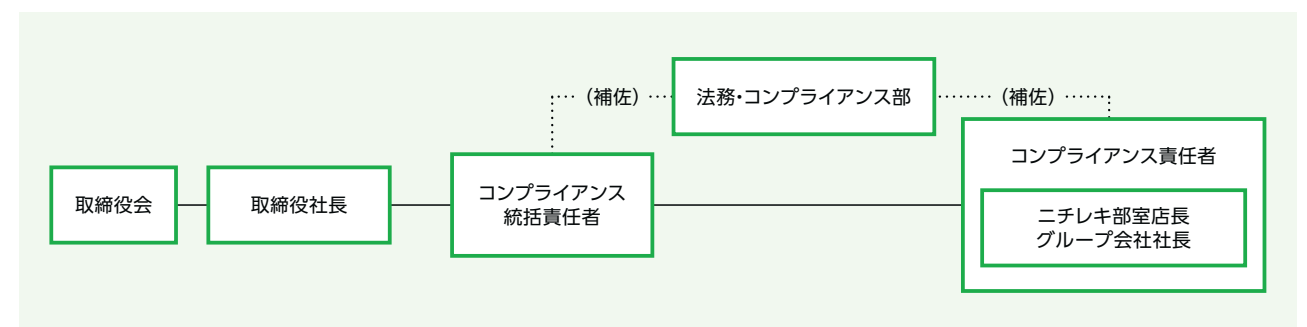 法務・コンプライアンス部
（補佐）
（補佐）
取締役会
取締役社長
コンプライアンス
統括責任者
コンプライアンス責任者
ニチレキ部室店長
グループ会社社長